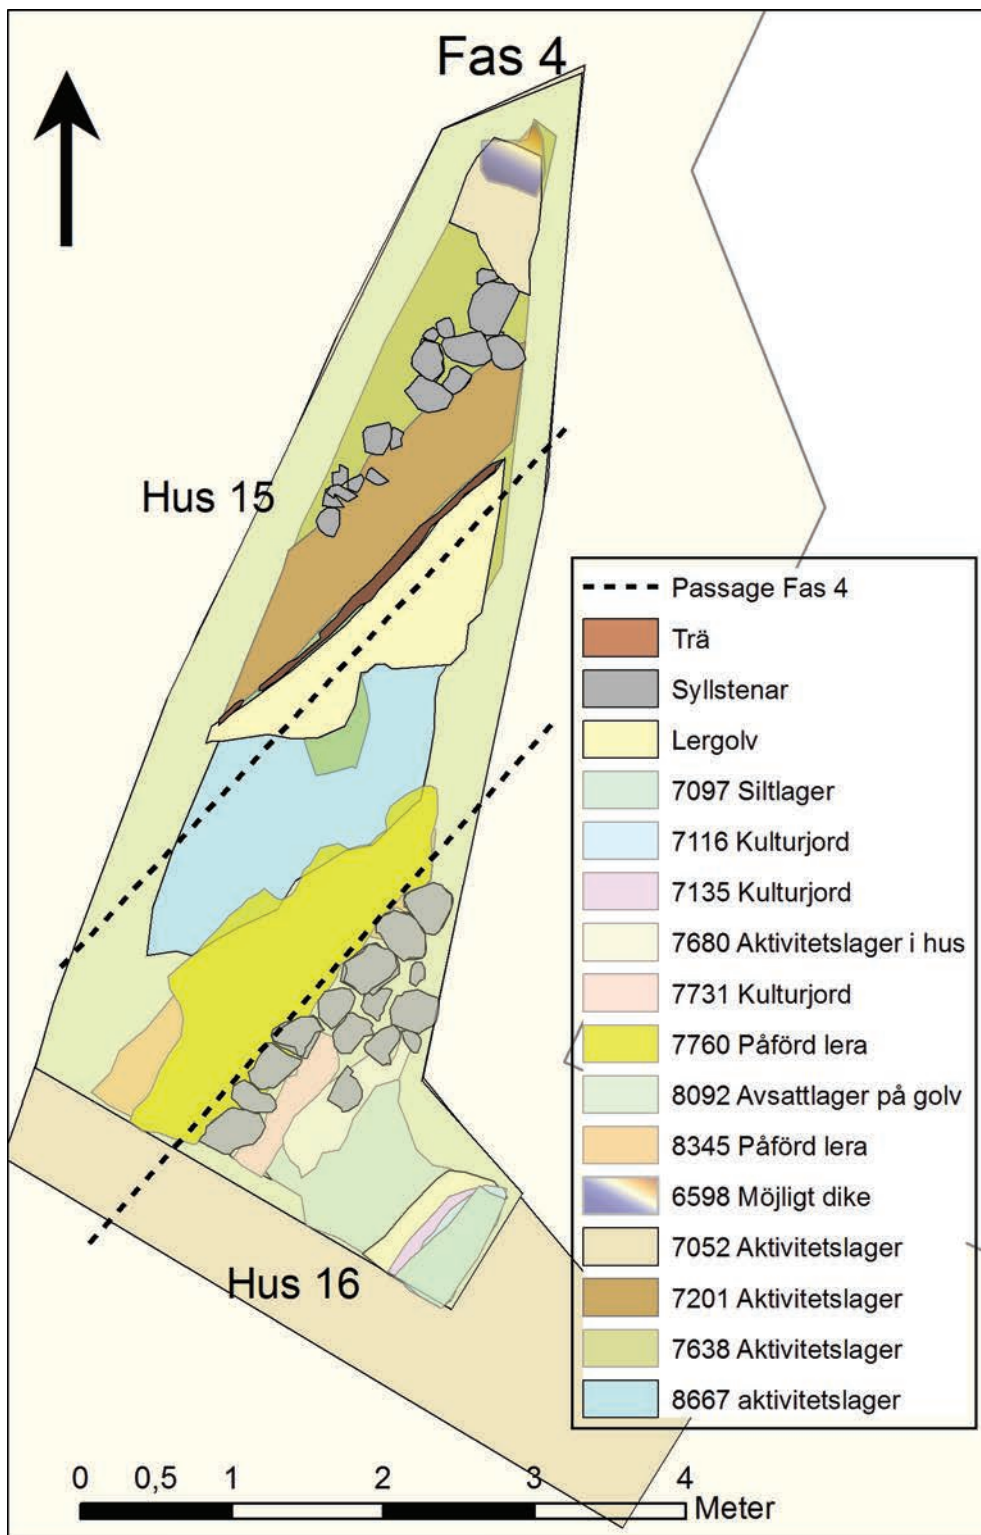 Fas 4
Hus 15
Passage Fas 4
Trä
Syllstenar
Lergolv
7097 Siltlager
7116 Kulturjord
7135 Kulturjord
7680 Aktivitetslager i hus
7731 Kulturjord
7760 Påförd lera
8092 Avsattlager på golv
8345 Påförd lera
6598 Möjligt dike
7052 Aktivitetslager
7201 Aktivitetslager
7638 Aktivitetslager
8667 aktivitetslager
Hus 16
0 0,5 1 2 3 4
Meter